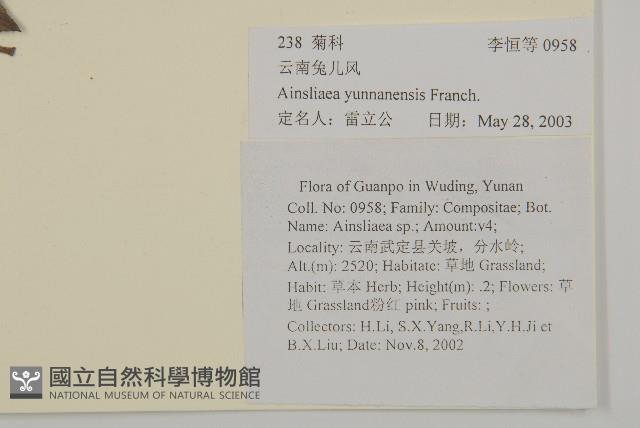 238 菊科 李恒等 0958
云南兔儿风
Ainsliaea yunnanensis Franch.
定名人: 雷立公 日期: May 28, 2003
Flora of Guanpo in Wuding, Yunan
Coll. No: 0958; Family: Compositae; Bot.
Name: Ainsliaea sp.; Amount:v4;
Locality: 云南武定县关坡，分水岭;
Alt.(m): 2520; Habitate: 草地 Grassland;
Habit: 草本 Herb; Height(m): .2; Flowers: 草
地 Grassland粉红 pink; Fruits: ;
Collectors: H.Li, S.X.Yang,R.Li,Y.H.Ji et
B.X.Liu; Date: Nov.8, 2002
國立自然科學博物館
NATIONAL MUSEUM OF NATURAL SCIENCE